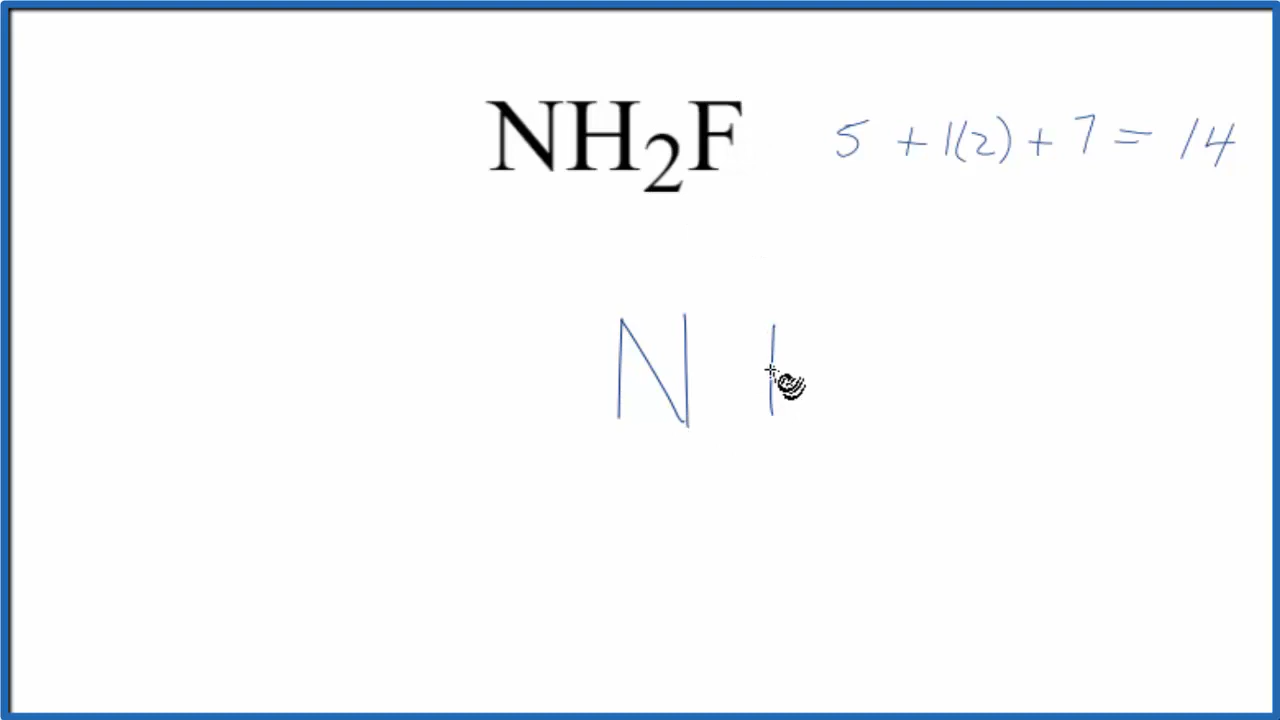 NH₂F 5 + 1(2) + 7 = 14
N